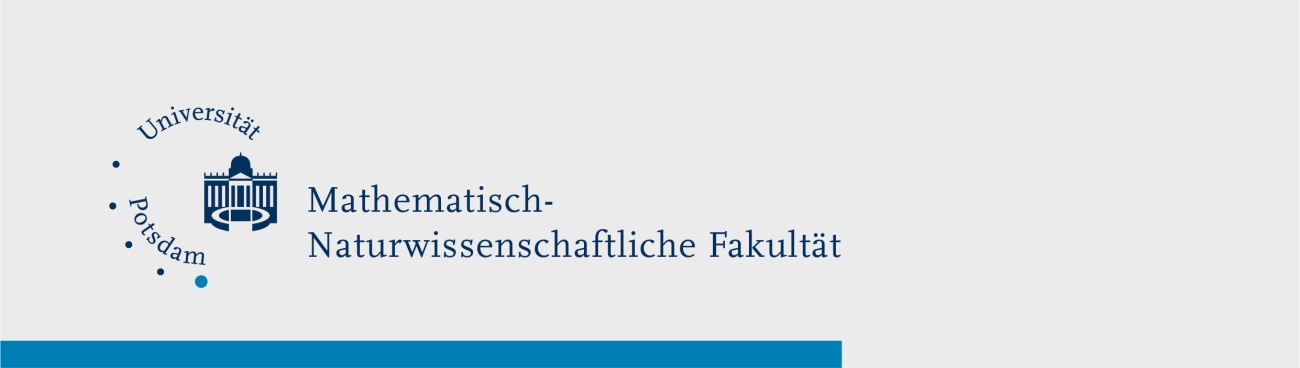 Universität
Potsdam
Mathematisch-
Naturwissenschaftliche Fakultät